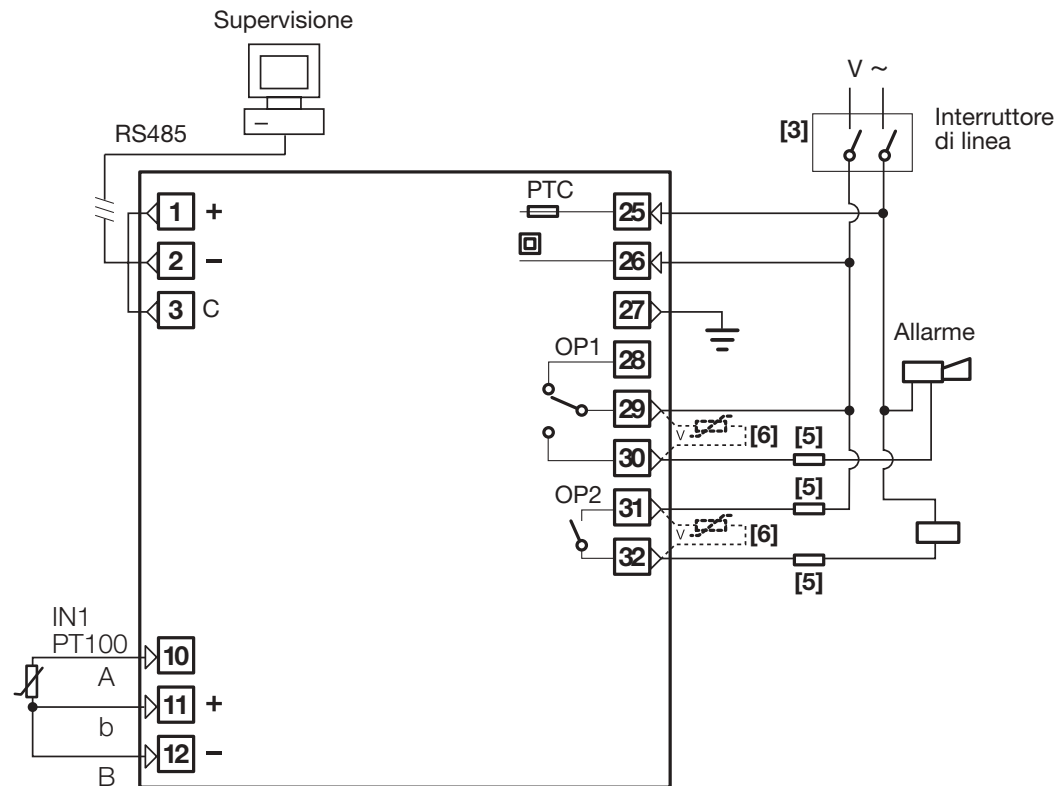 Supervisione
RS485
V ~
[3]
Interruttore
di linea
1 +
2 –
3 C
PTC
25
26
27
OP1
28
Allarme
29
V
[6]
[5]
30
[5]
OP2
31
V
[6]
32
[5]
IN1
PT100
10
A
11 +
b
12 –
B